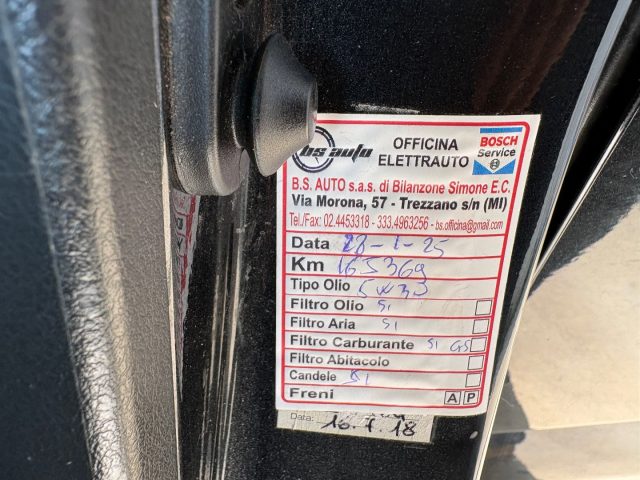 bs auto
OFFICINA
ELETTRAUTO
BOSCH
Service
B.S. AUTO s.a.s. di Bilanzone Simone E.C.
Via Morona, 57 - Trezzano s/n (MI)
Tel./Fax: 02.4453318 - 333.4963256 - bs.officina@gmail.com
Data 28-1-25
Km 165369
Tipo Olio 5W30
Filtro Olio Si
Filtro Aria Si
Filtro Carburante Si GS
Filtro Abitacolo
Candele Si
Freni A P
Data: 16.7.18